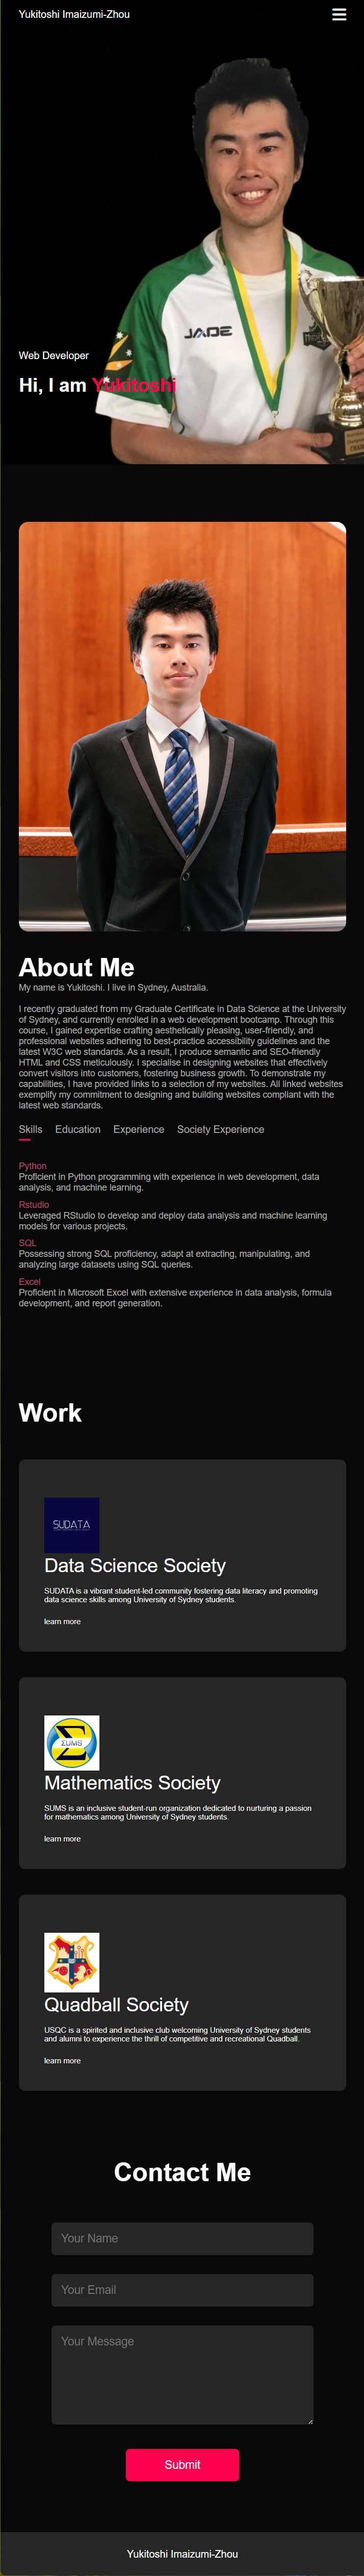 Yukitoshi Imaizumi-Zhou
JADE
Web Developer
Hi, I am Yukitoshi
About Me
My name is Yukitoshi. I live in Sydney, Australia.
I recently graduated from my Graduate Certificate in Data Science at the University
of Sydney, and currently enrolled in a web development bootcamp. Through this
course, I gained expertise crafting aesthetically pleasing, user-friendly, and
professional websites adhering to best-practice accessibility guidelines and the
latest W3C web standards. As a result, I produce semantic and SEO-friendly
HTML and CSS meticulously. I specialise in designing websites that effectively
convert visitors into customers, fostering business growth. To demonstrate my
capabilities, I have provided links to a selection of my websites. All linked websites
exemplify my commitment to designing and building websites compliant with the
latest web standards.
Skills Education Experience Society Experience
Python
Proficient in Python programming with experience in web development, data
analysis, and machine learning.
Rstudio
Leveraged RStudio to develop and deploy data analysis and machine learning
models for various projects.
SQL
Possessing strong SQL proficiency, adapt at extracting, manipulating, and
analyzing large datasets using SQL queries.
Excel
Proficient in Microsoft Excel with extensive experience in data analysis, formula
development, and report generation.
Work
SUDATA
Data Science Society
SUDATA is a vibrant student-led community fostering data literacy and promoting
data science skills among University of Sydney students.
learn more
ΣUMS
Mathematics Society
SUMS is an inclusive student-run organization dedicated to nurturing a passion
for mathematics among University of Sydney students.
learn more
Quadball Society
USQC is a spirited and inclusive club welcoming University of Sydney students
and alumni to experience the thrill of competitive and recreational Quadball.
learn more
Contact Me
Your Name
Your Email
Your Message
Submit
Yukitoshi Imaizumi-Zhou